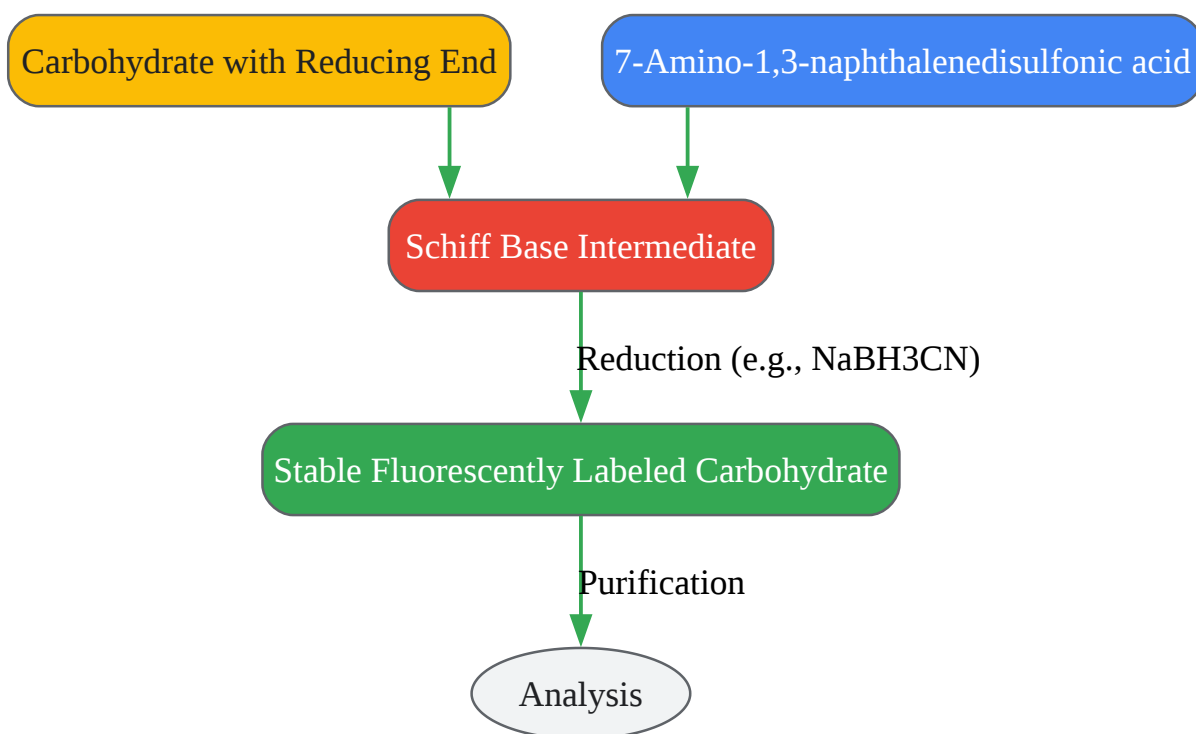 Carbohydrate with Reducing End
7-Amino-1,3-naphthalenedisulfonic acid
Schiff Base Intermediate
Reduction (e.g., NaBH3CN)
Stable Fluorescently Labeled Carbohydrate
Purification
Analysis